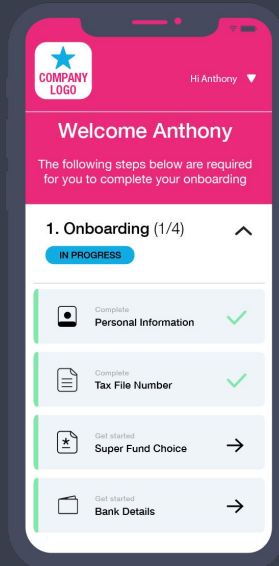 COMPANY
LOGO
Hi Anthony
Welcome Anthony
The following steps below are required
for you to complete your onboarding
1. Onboarding (1/4)
IN PROGRESS
Complete
Personal Information
Complete
Tax File Number
Get started
Super Fund Choice
Get started
Bank Details